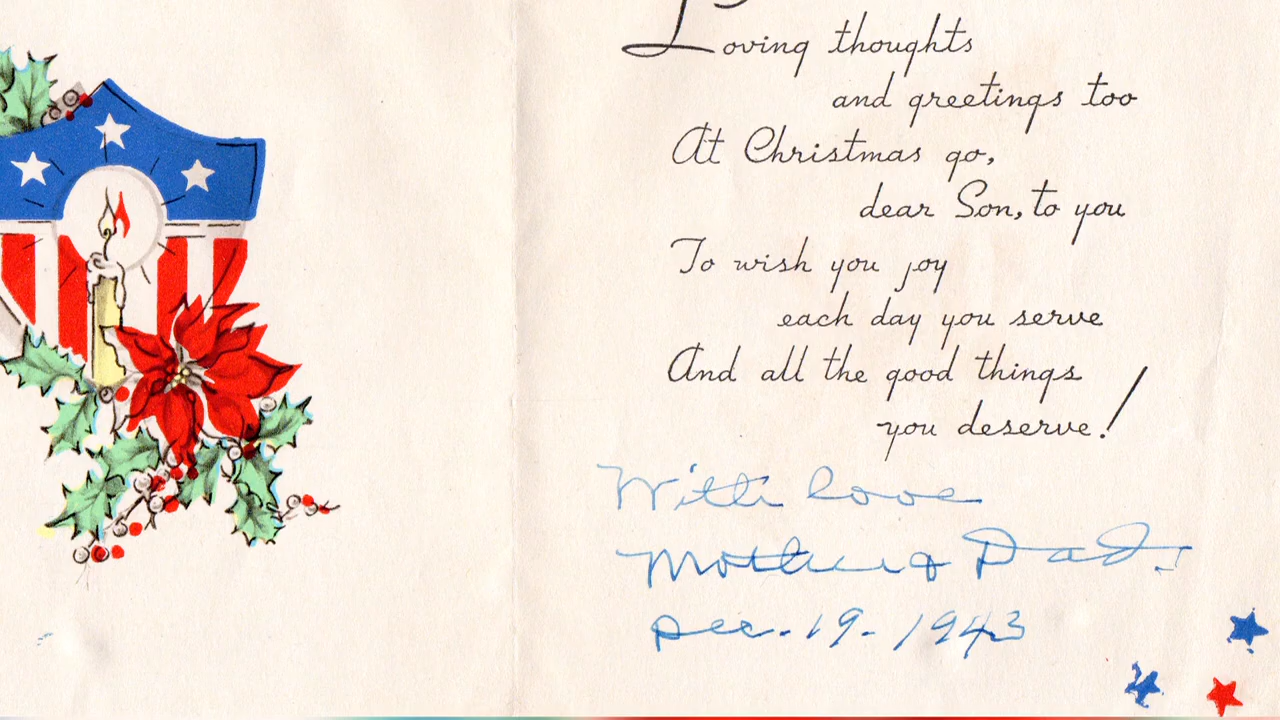 Loving thoughts
and greetings too
At Christmas go,
dear Son, to you
To wish you joy
each day you serve
And all the good things
you deserve!
With love
Mother & Dad.
Dec. 19. 1943